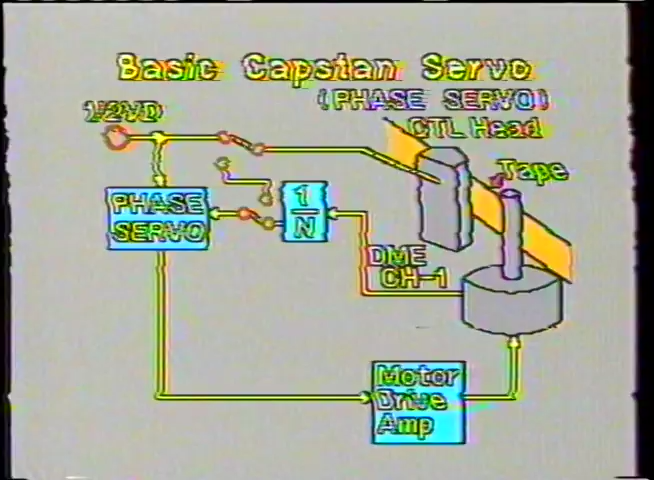 Basic Capstan Servo
(PHASE SERVO)
1/2VD
CTL Head
Tape
PHASE
SERVO
1
N
DME
CH-1
Motor
Drive
Amp